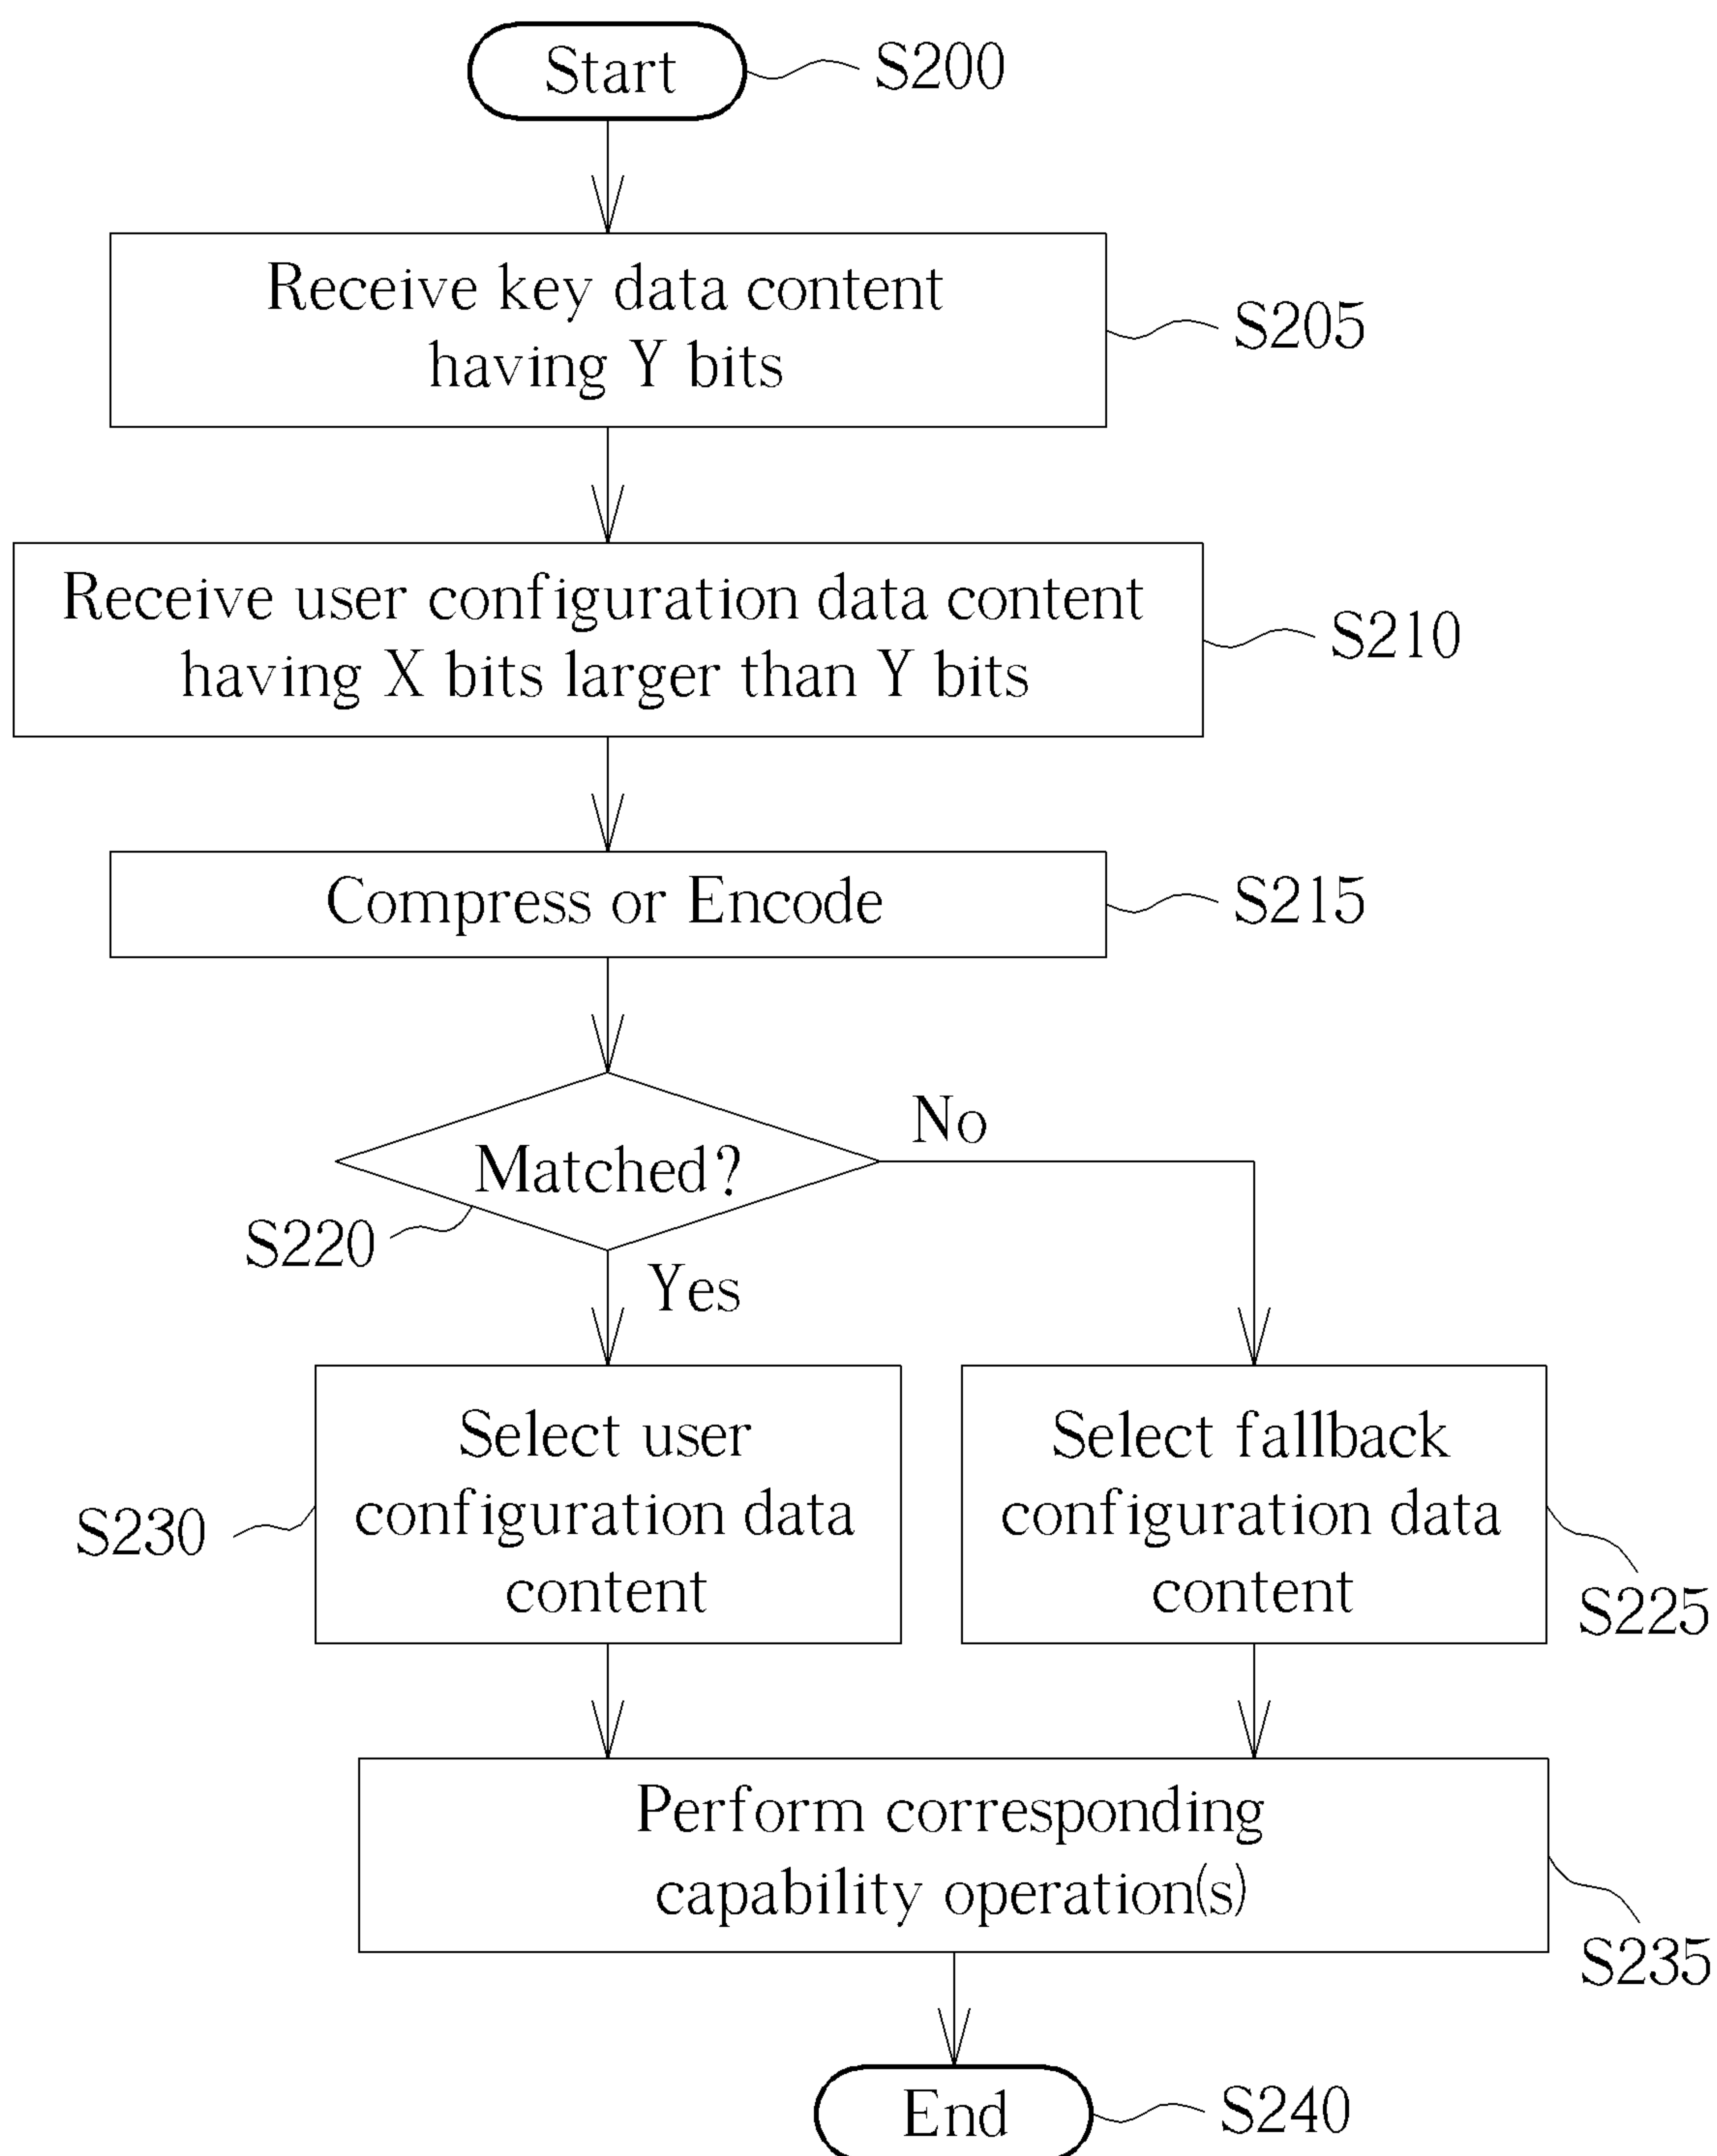 Start
S200
Receive key data content
having Y bits
S205
Receive user configuration data content
having X bits larger than Y bits
S210
Compress or Encode
S215
Matched?
No
S220
Yes
Select user
configuration data
content
S230
Select fallback
configuration data
content
S225
Perform corresponding
capability operation(s)
S235
End
S240